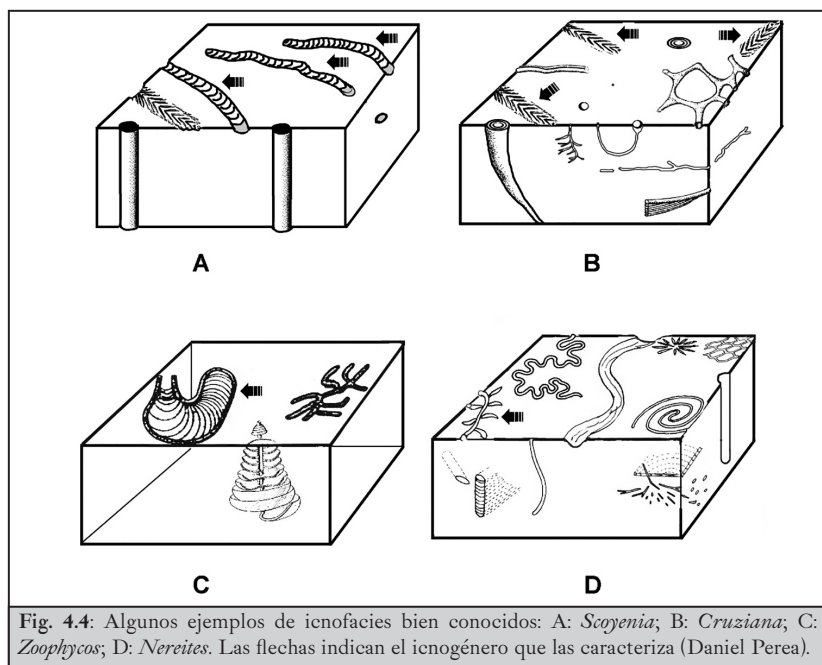 A
B
C
D
Fig. 4.4: Algunos ejemplos de icnofacies bien conocidos: A: Scoyenia; B: Cruziana; C:
Zoophycos; D: Nereites. Las flechas indican el icnogénero que las caracteriza (Daniel Perea).